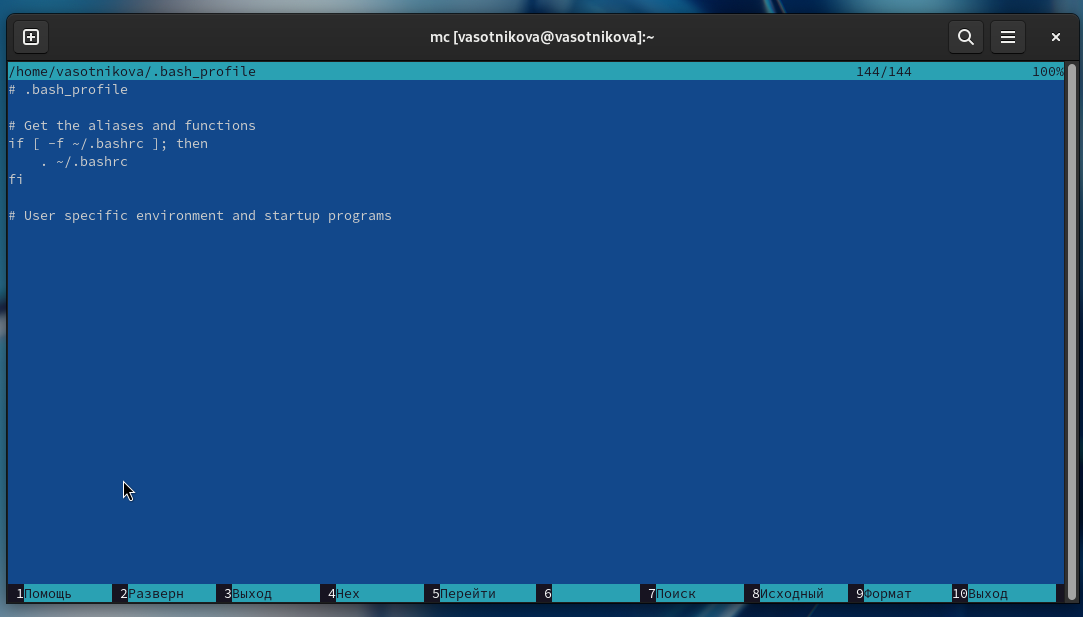 mc [vasotnikova@vasotnikova]:~
/home/vasotnikova/.bash_profile 144/144 100%
# .bash_profile
# Get the aliases and functions
if [ -f ~/.bashrc ]; then
    . ~/.bashrc
fi
# User specific environment and startup programs
1Помощь 2Разверн 3Выход 4Hex 5Перейти 6 7Поиск 8Исходный 9Формат 10Выход